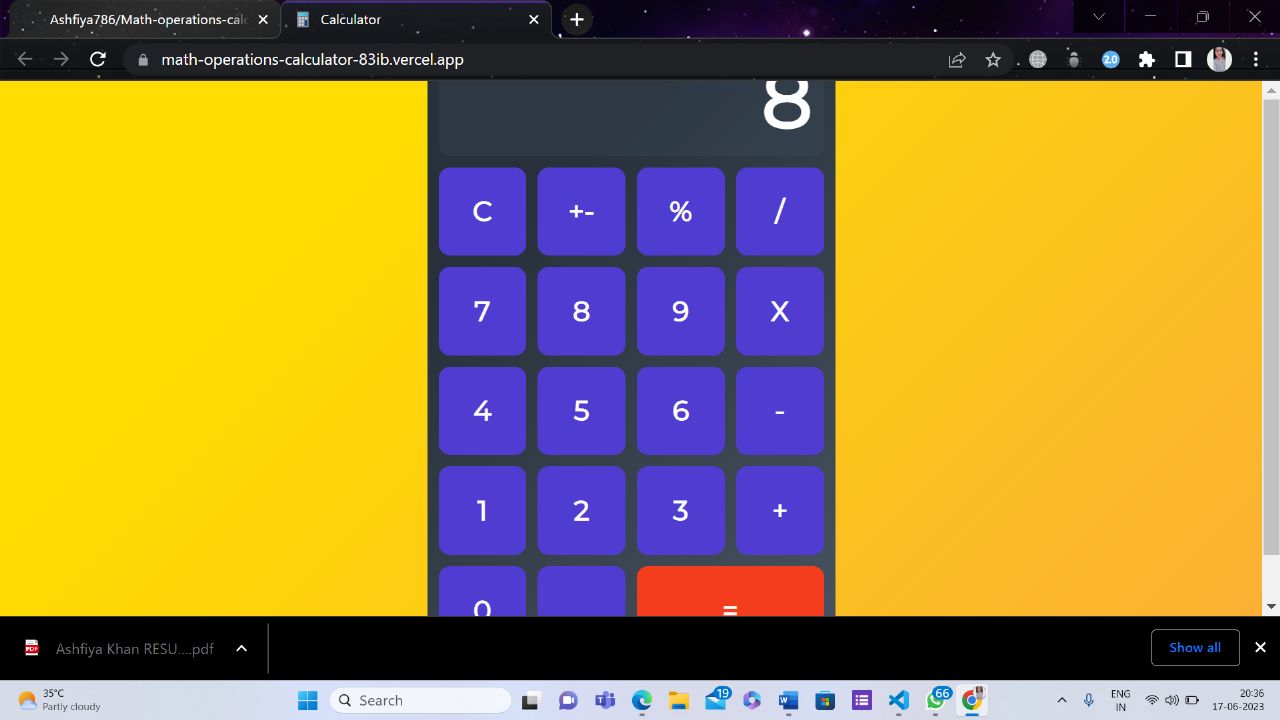 Ashfiya786/Math-operations-calc
Calculator
math-operations-calculator-83ib.vercel.app
2.0
8
C +- % /
7 8 9 X
4 5 6 -
1 2 3 +
0 =
PDF
Ashfiya Khan RESU....pdf
Show all
35°C
Partly cloudy
Search
19
66
ENG
IN
20:36
17-06-2023